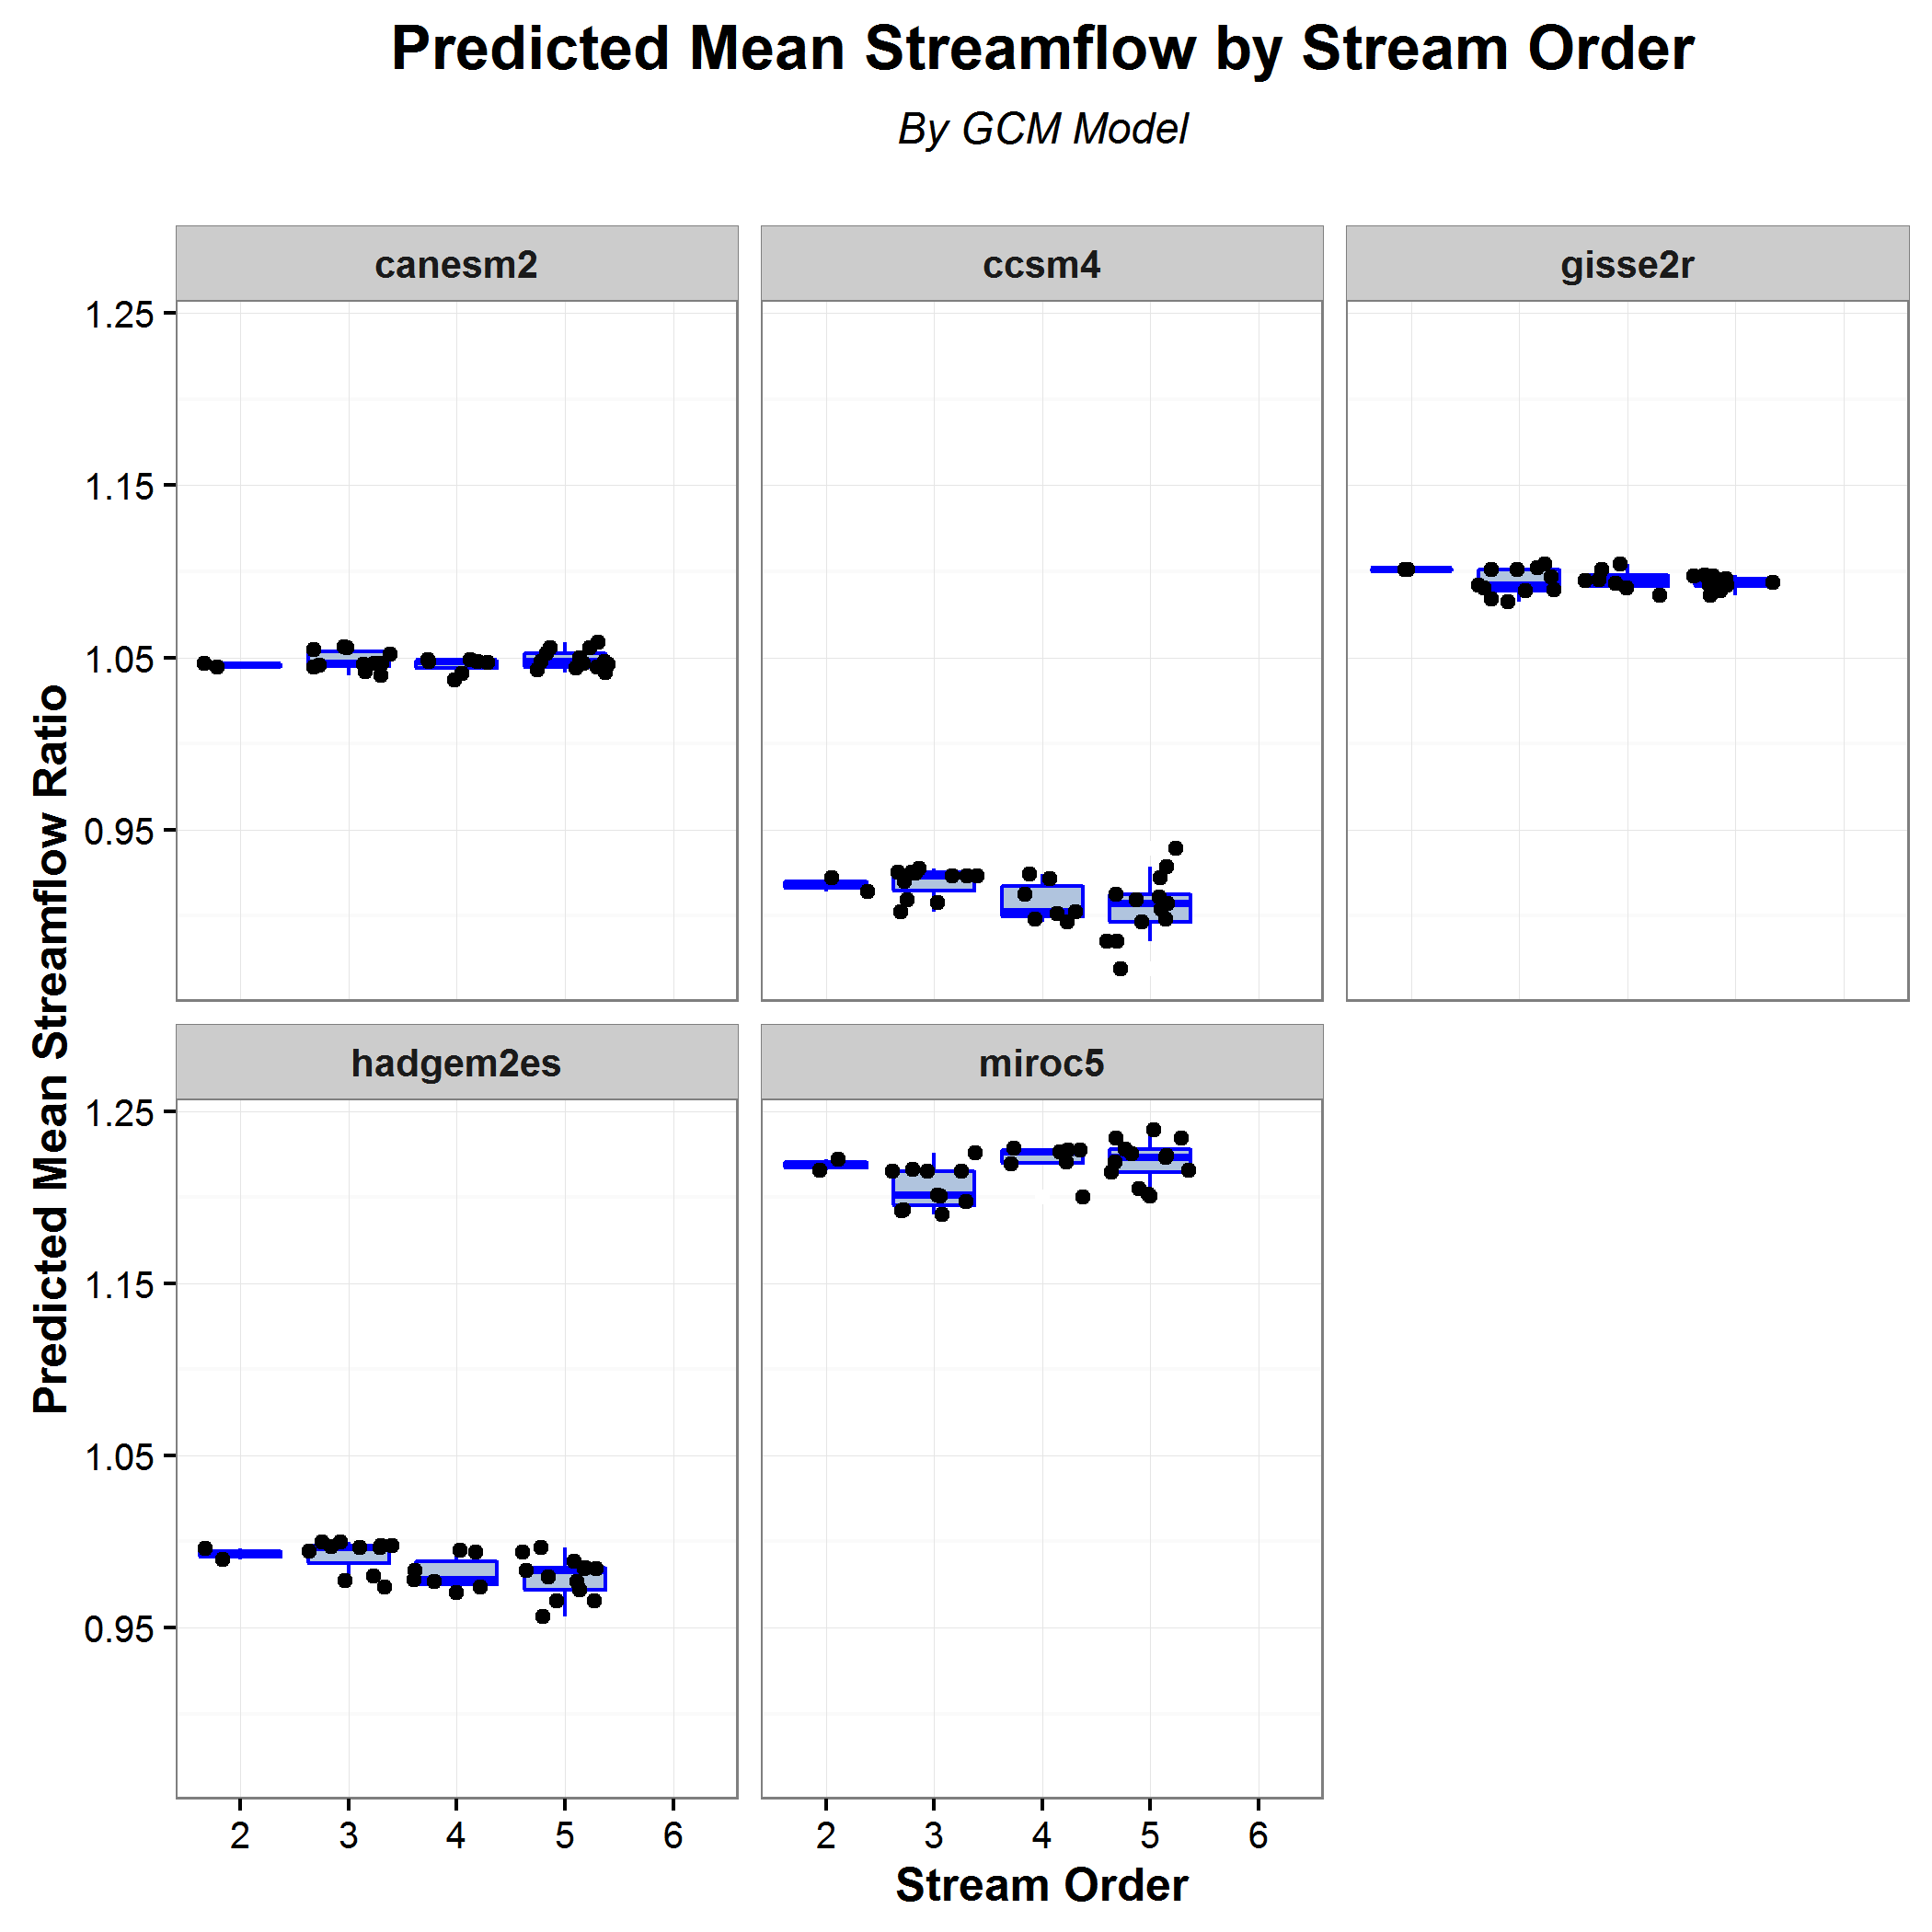 Predicted Mean Streamflow by Stream Order
By GCM Model
canesm2
ccsm4
gisse2r
1.25
1.15
1.05
0.95
Predicted Mean Streamflow Ratio
hadgem2es
miroc5
1.25
1.15
1.05
0.95
2 3 4 5 6
2 3 4 5 6
Stream Order